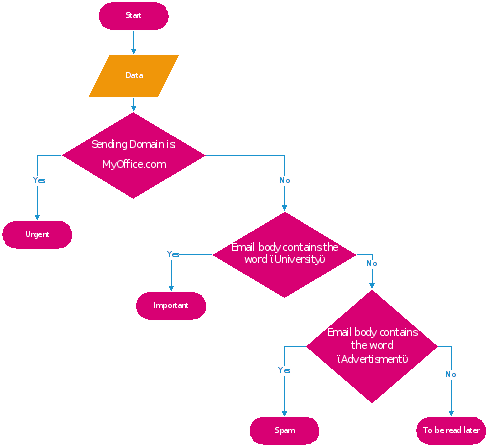 Start
Data
Sending Domain is:
MyOffice.com
Yes
No
Urgent
Email body contains the
word ïUniversityü
Yes
No
Important
Email body contains
the word
ïAdvertismentü
Yes
No
Spam
To be read later